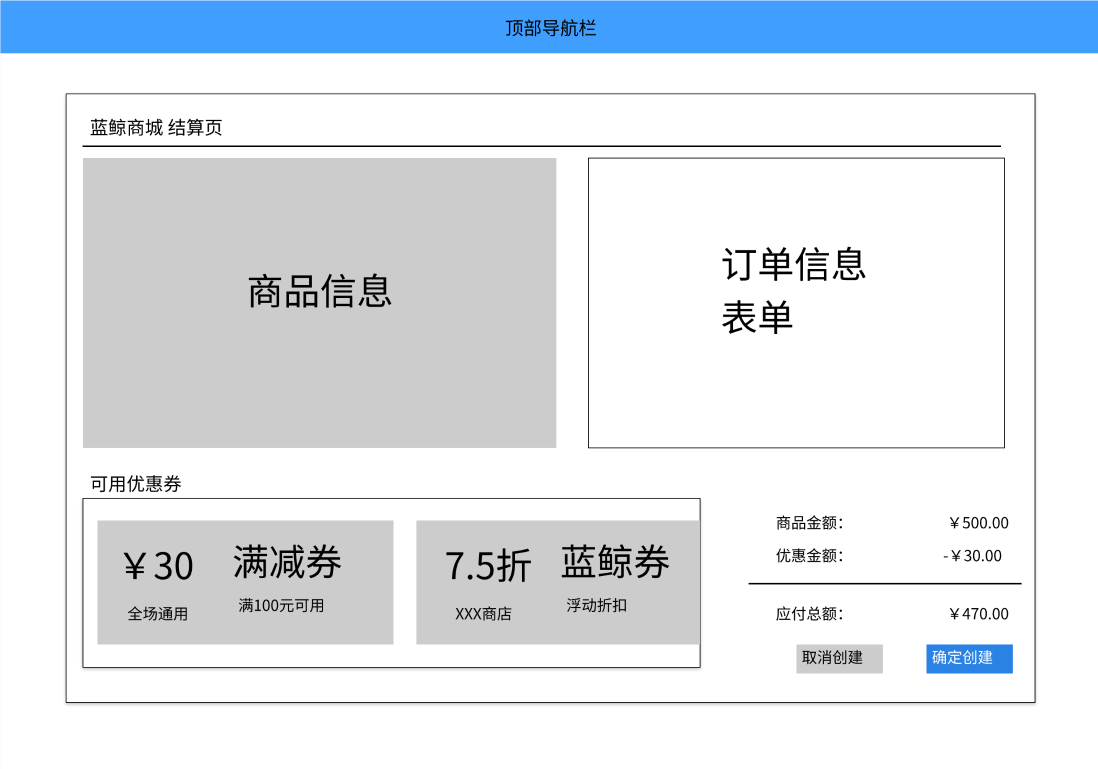 顶部导航栏
蓝鲸商城 结算页
商品信息
订单信息
表单
可用优惠券
￥30
满减券
全场通用
满100元可用
7.5折
蓝鲸券
XXX商店
浮动折扣
商品金额：
￥500.00
优惠金额：
-￥30.00
应付总额：
￥470.00
取消创建
确定创建